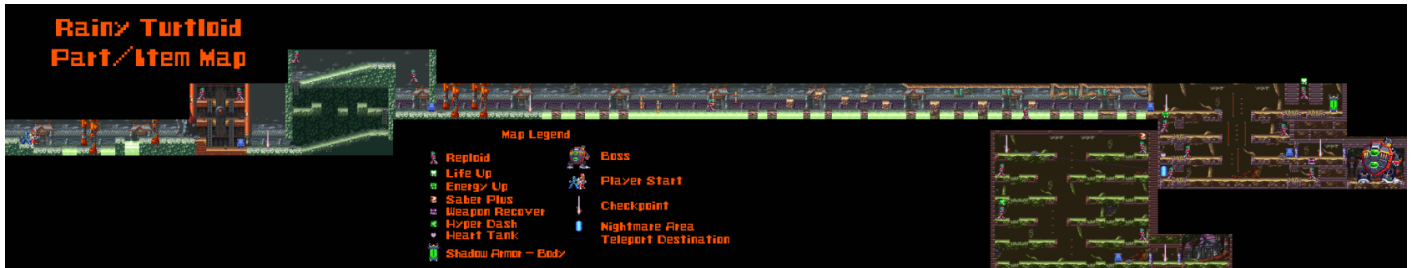 Rainy Turtloid
Part/Item Map
Map Legend
Reploid
Life Up
Energy Up
Saber Plus
Weapon Recover
Hyper Dash
Heart Tank
Shadow Armor - Body
Boss
Player Start
Checkpoint
Nightmare Area
Teleport Destination